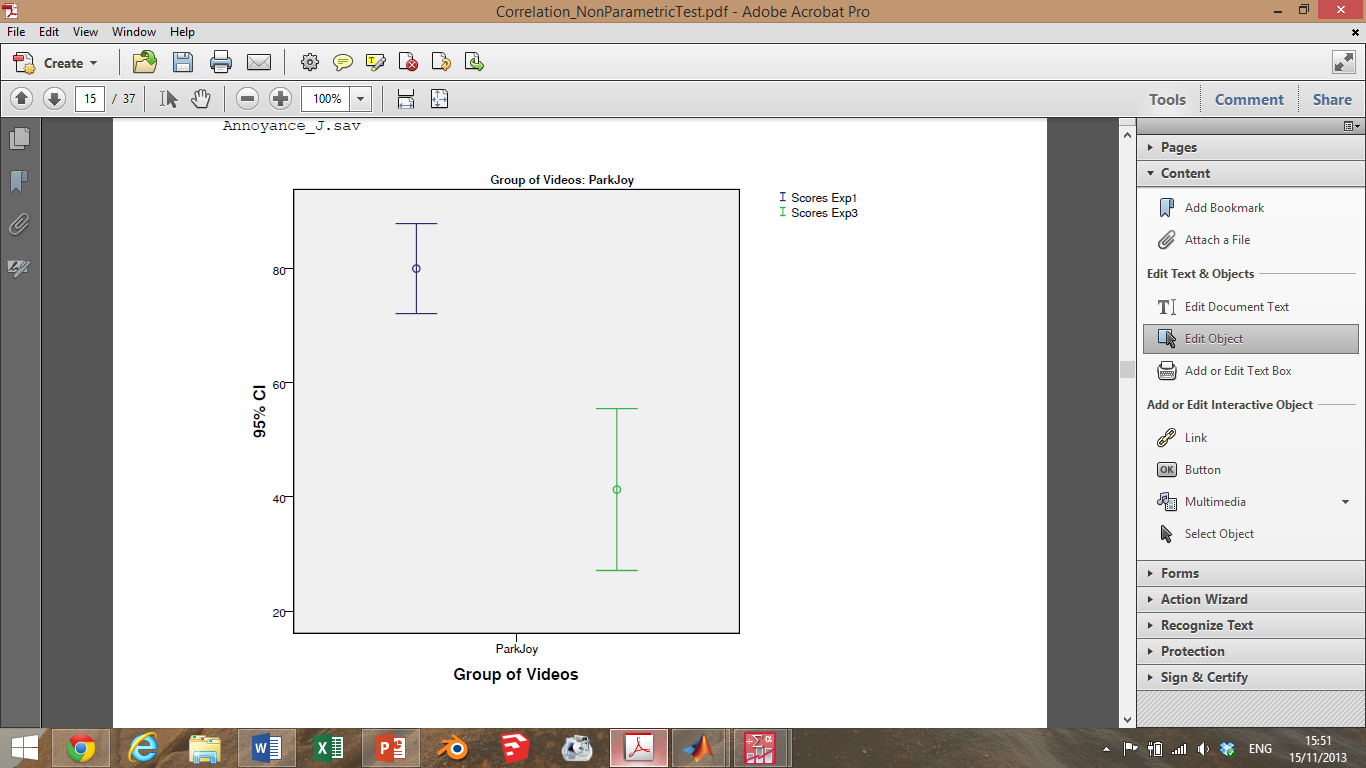 Correlation_NonParametricTest.pdf - Adobe Acrobat Pro
File Edit View Window Help
Create
15 / 37 100% Tools Comment Share
Annoyance_J.sav
Group of Videos: ParkJoy
Scores Exp1
Scores Exp3
80
60
40
20
95% CI
ParkJoy
Group of Videos
Pages
Content
Add Bookmark
Attach a File
Edit Text & Objects
Edit Document Text
Edit Object
Add or Edit Text Box
Add or Edit Interactive Object
Link
OK Button
Multimedia
Select Object
Forms
Action Wizard
Recognize Text
Protection
Sign & Certify
ENG
15:51
15/11/2013